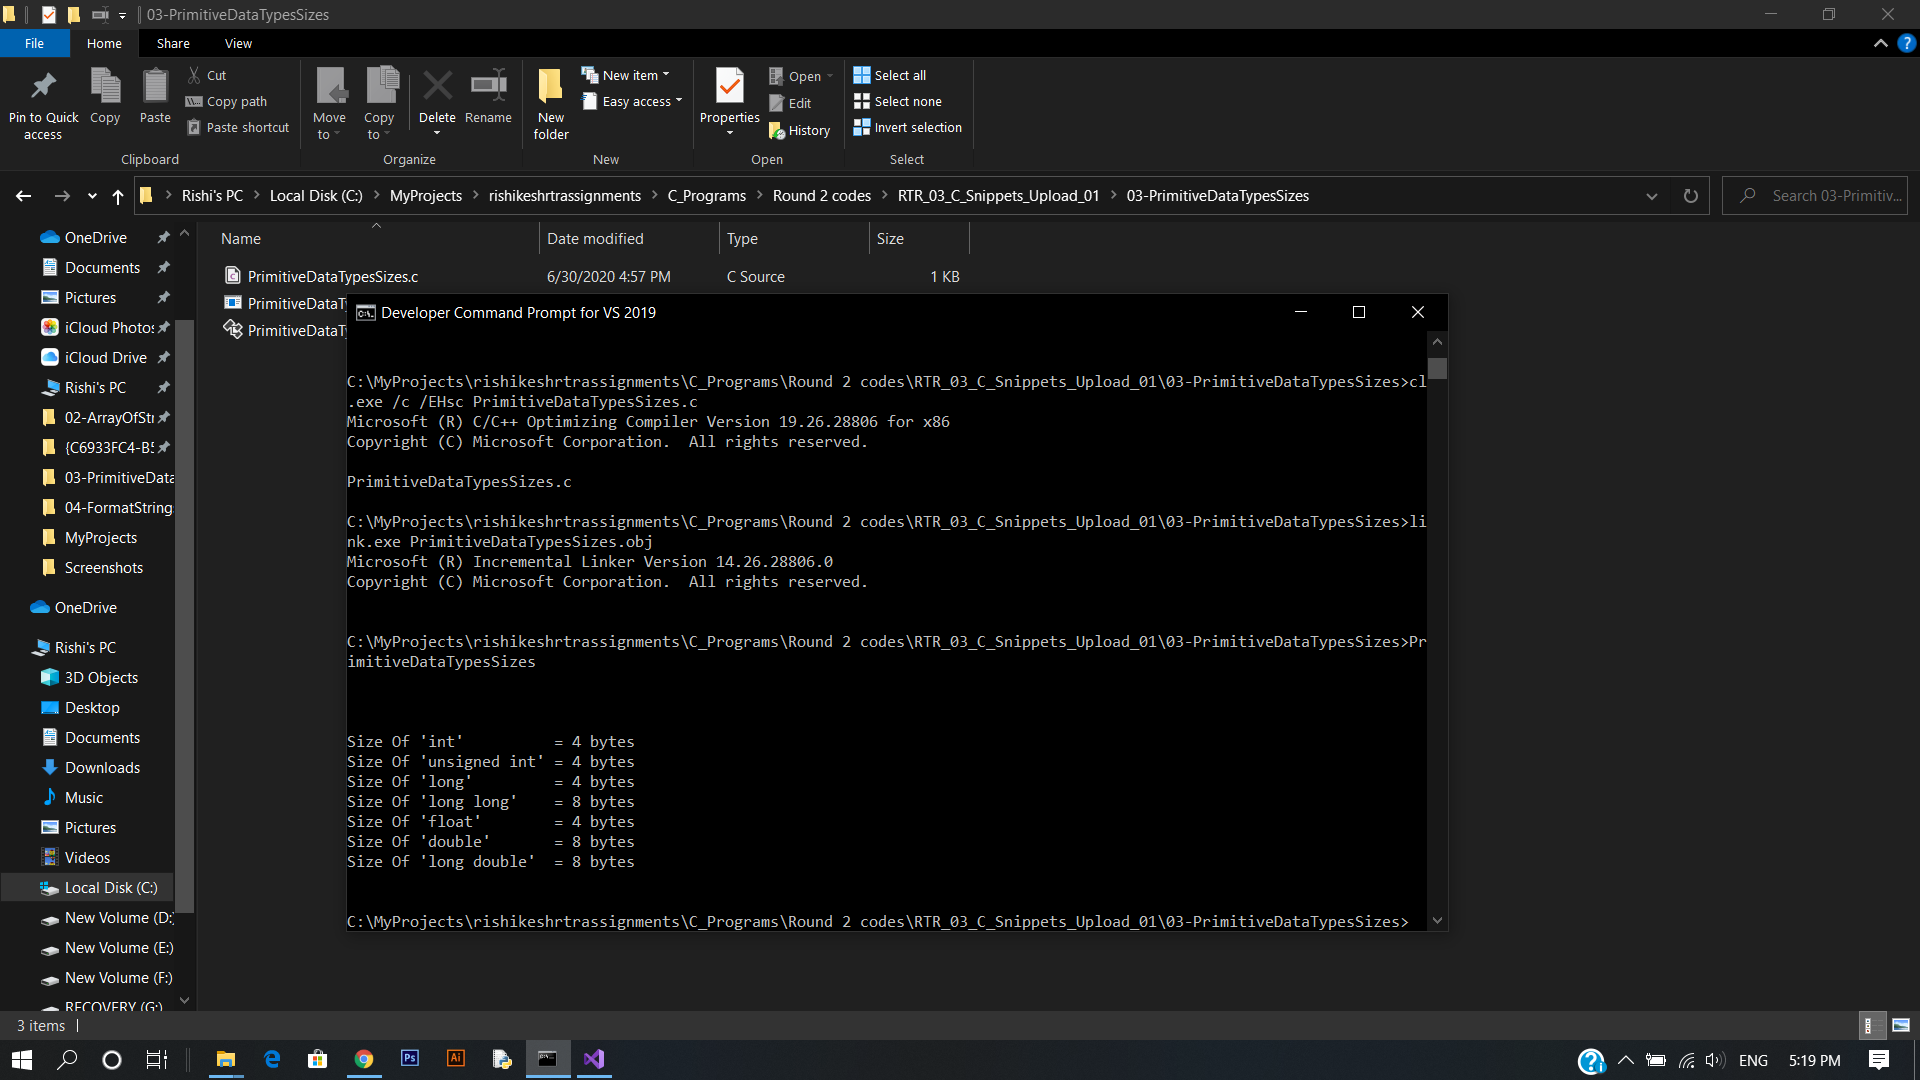 03-PrimitiveDataTypesSizes
File Home Share View
Pin to Quick access
Copy
Paste
Cut
Copy path
Paste shortcut
Clipboard
Move to
Copy to
Delete
Rename
Organize
New folder
New item
Easy access
New
Properties
Open
Edit
History
Open
Select all
Select none
Invert selection
Select
Rishi's PC > Local Disk (C:) > MyProjects > rishikeshrtrassignments > C_Programs > Round 2 codes > RTR_03_C_Snippets_Upload_01 > 03-PrimitiveDataTypesSizes
Search 03-Primitiv...
Name Date modified Type Size
PrimitiveDataTypesSizes.c 6/30/2020 4:57 PM C Source 1 KB
PrimitiveDataTy
PrimitiveDataTy
OneDrive
Documents
Pictures
iCloud Photos
iCloud Drive
Rishi's PC
02-ArrayOfStr
{C6933FC4-B5
03-PrimitiveData
04-FormatString
MyProjects
Screenshots
OneDrive
Rishi's PC
3D Objects
Desktop
Documents
Downloads
Music
Pictures
Videos
Local Disk (C:)
New Volume (D:)
New Volume (E:)
New Volume (F:)
RECOVERY (G:)
Developer Command Prompt for VS 2019
C:\MyProjects\rishikeshrtrassignments\C_Programs\Round 2 codes\RTR_03_C_Snippets_Upload_01\03-PrimitiveDataTypesSizes>cl
.exe /c /EHsc PrimitiveDataTypesSizes.c
Microsoft (R) C/C++ Optimizing Compiler Version 19.26.28806 for x86
Copyright (C) Microsoft Corporation.  All rights reserved.
PrimitiveDataTypesSizes.c
C:\MyProjects\rishikeshrtrassignments\C_Programs\Round 2 codes\RTR_03_C_Snippets_Upload_01\03-PrimitiveDataTypesSizes>li
nk.exe PrimitiveDataTypesSizes.obj
Microsoft (R) Incremental Linker Version 14.26.28806.0
Copyright (C) Microsoft Corporation.  All rights reserved.
C:\MyProjects\rishikeshrtrassignments\C_Programs\Round 2 codes\RTR_03_C_Snippets_Upload_01\03-PrimitiveDataTypesSizes>Pr
imitiveDataTypesSizes
Size Of 'int'          = 4 bytes
Size Of 'unsigned int' = 4 bytes
Size Of 'long'         = 4 bytes
Size Of 'long long'    = 8 bytes
Size Of 'float'        = 4 bytes
Size Of 'double'       = 8 bytes
Size Of 'long double'  = 8 bytes
C:\MyProjects\rishikeshrtrassignments\C_Programs\Round 2 codes\RTR_03_C_Snippets_Upload_01\03-PrimitiveDataTypesSizes>
3 items
Ps
Ai
ENG
5:19 PM